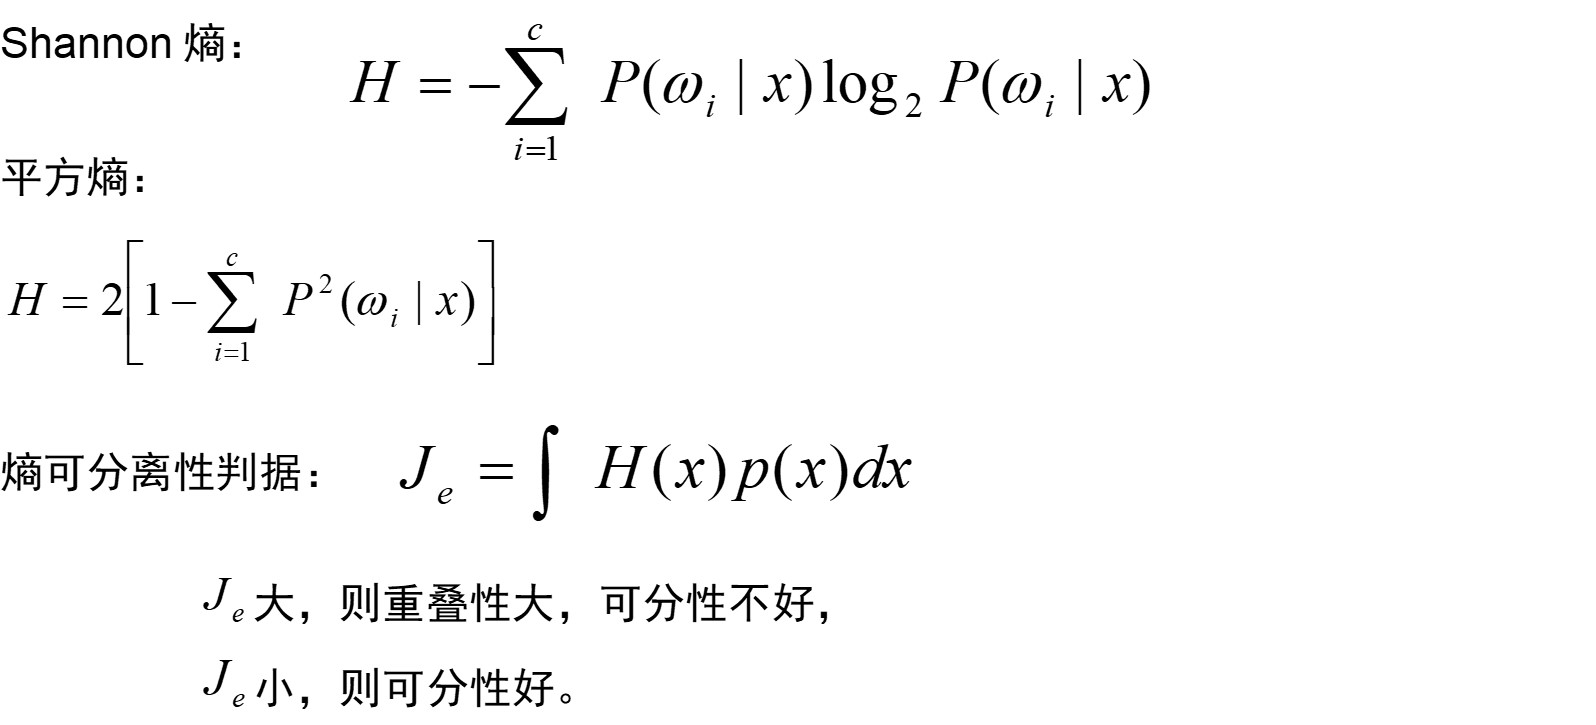 Shannon 熵： H = -∑_{i=1}^{c} P(ω_i | x) log_2 P(ω_i | x)
平方熵：
H = 2[1 - ∑_{i=1}^{c} P^2(ω_i | x)]
熵可分离性判据： J_e = ∫ H(x)p(x)dx
J_e 大，则重叠性大，可分性不好，
J_e 小，则可分性好。